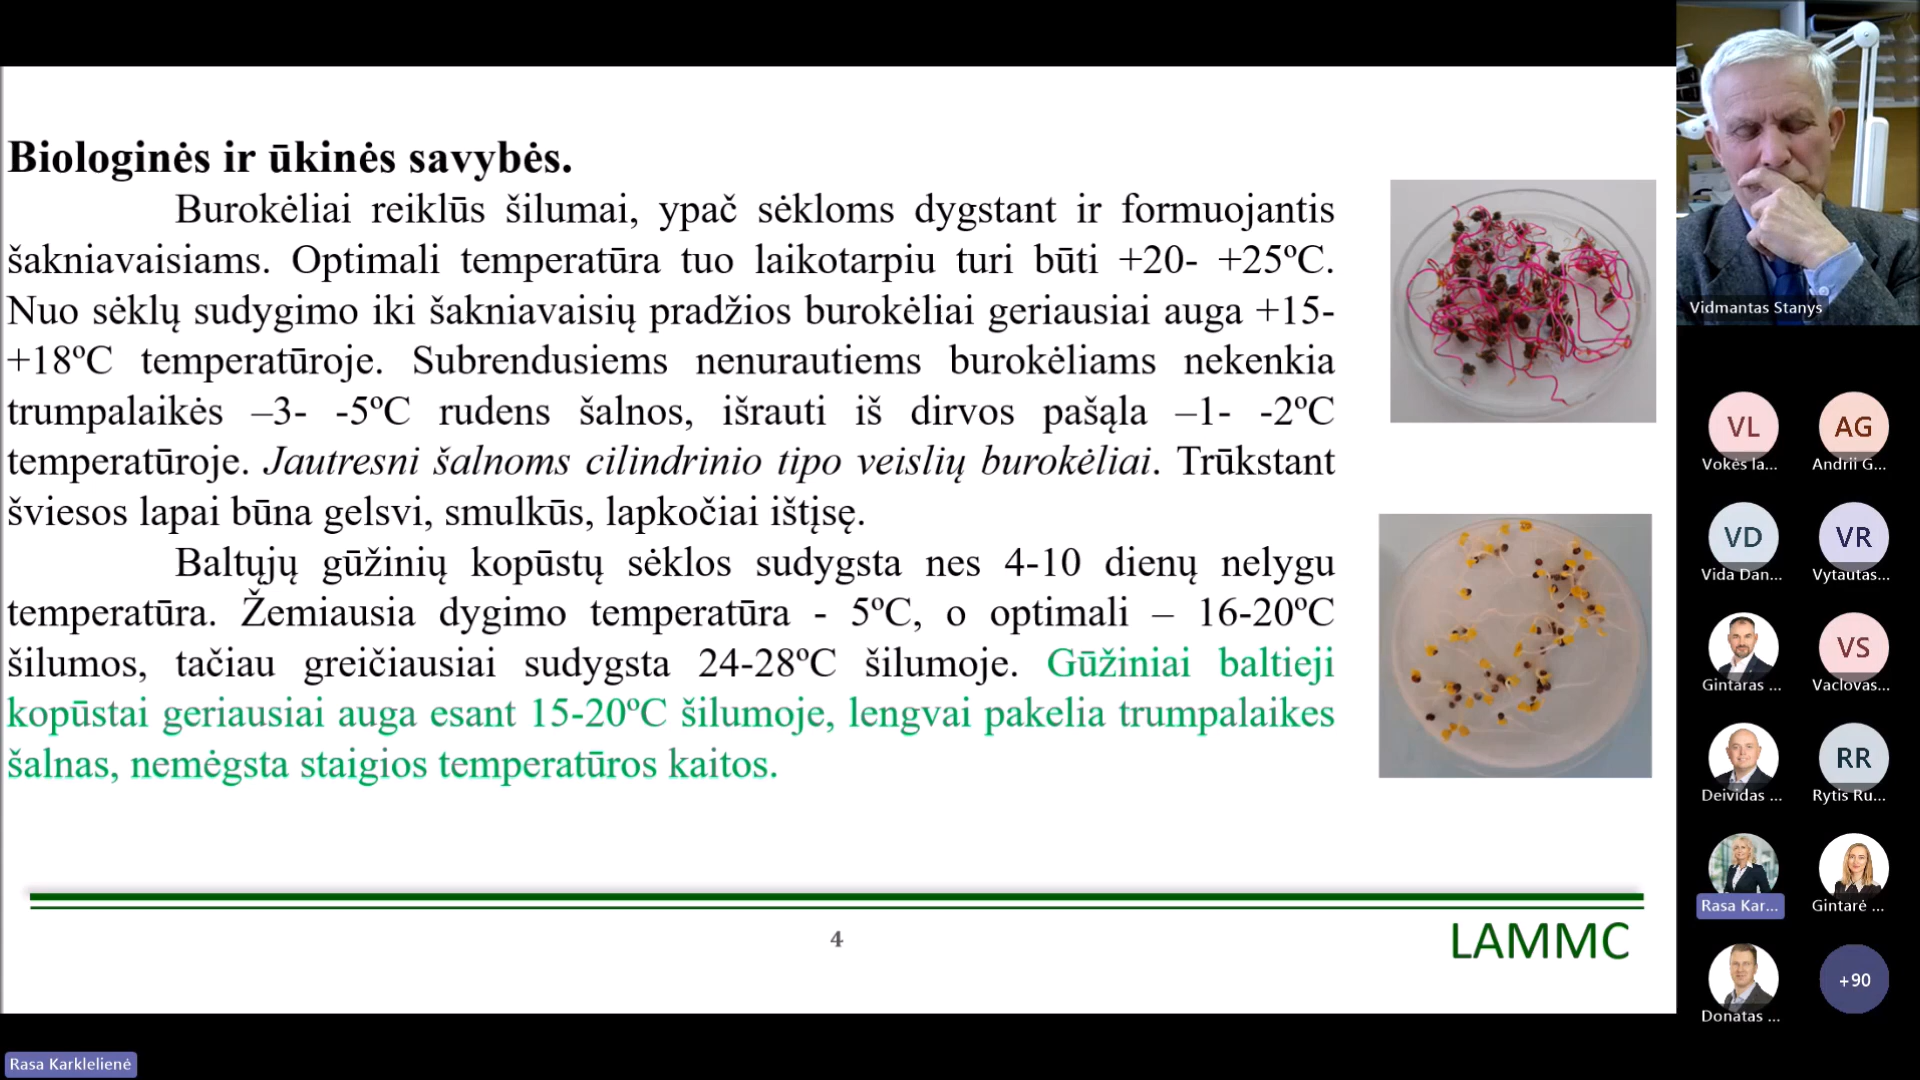 Biologinės ir ūkinės savybės.
Burokėliai reiklūs šilumai, ypač sėkloms dygstant ir formuojantis
šakniavaisiams. Optimali temperatūra tuo laikotarpiu turi būti +20- +25ºC.
Nuo sėklų sudygimo iki šakniavaisių pradžios burokėliai geriausiai auga +15-
+18ºC temperatūroje. Subrendusiems nenurautiems burokėliams nekenkia
trumpalaikės –3- -5ºC rudens šalnos, išrauti iš dirvos pašąla –1- -2ºC
temperatūroje. Jautresni šalnoms cilindrinio tipo veislių burokėliai. Trūkstant
šviesos lapai būna gelsvi, smulkūs, lapkočiai ištįsę.
Baltųjų gūžinių kopūstų sėklos sudygsta nes 4-10 dienų nelygu
temperatūra. Žemiausia dygimo temperatūra - 5ºC, o optimali – 16-20ºC
šilumos, tačiau greičiausiai sudygsta 24-28ºC šilumoje. Gūžiniai baltieji
kopūstai geriausiai auga esant 15-20ºC šilumoje, lengvai pakelia trumpalaikes
šalnas, nemėgsta staigios temperatūros kaitos.
4
LAMMC
Rasa Karklelienė
Vidmantas Stanys
VL
AG
Vokės la...
Andrii G...
VD
VR
Vida Dan...
Vytautas...
VS
Gintaras ...
Vaclovas...
RR
Deividas ...
Rytis Ru...
Rasa Kar...
Gintarė ...
+90
Donatas ...